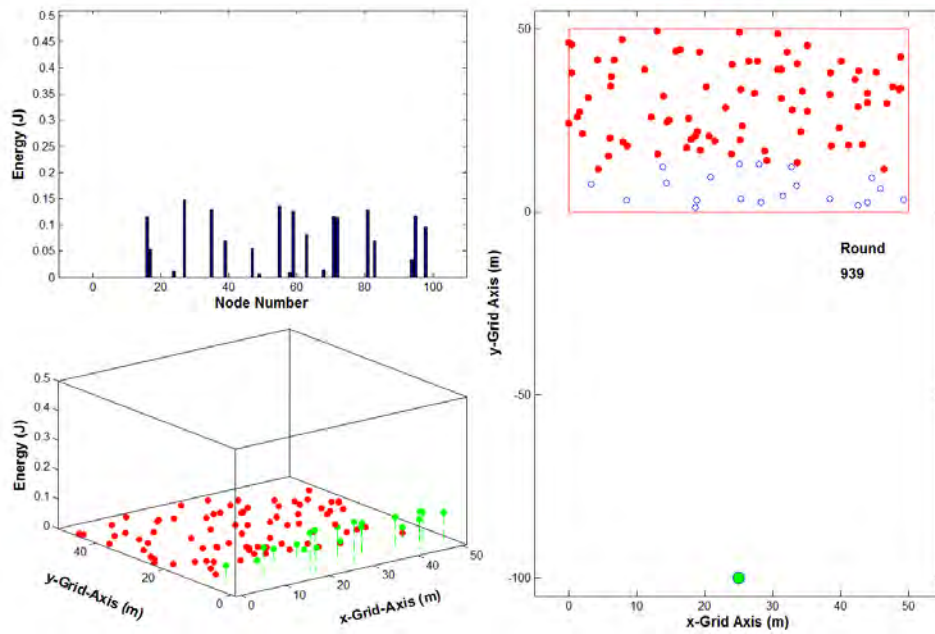 0.5
0.45
0.4
0.35
0.3
0.25
0.2
0.15
0.1
0.05
0
Energy (J)
0 20 40 60 80 100
Node Number
0.5
0.4
0.3
0.2
0.1
0
Energy (J)
40
20
0
y-Grid-Axis (m)
0 10 20 30 40 50
x-Grid-Axis (m)
50
0
-50
-100
y-Grid Axis (m)
Round
939
0 10 20 30 40 50
x-Grid Axis (m)